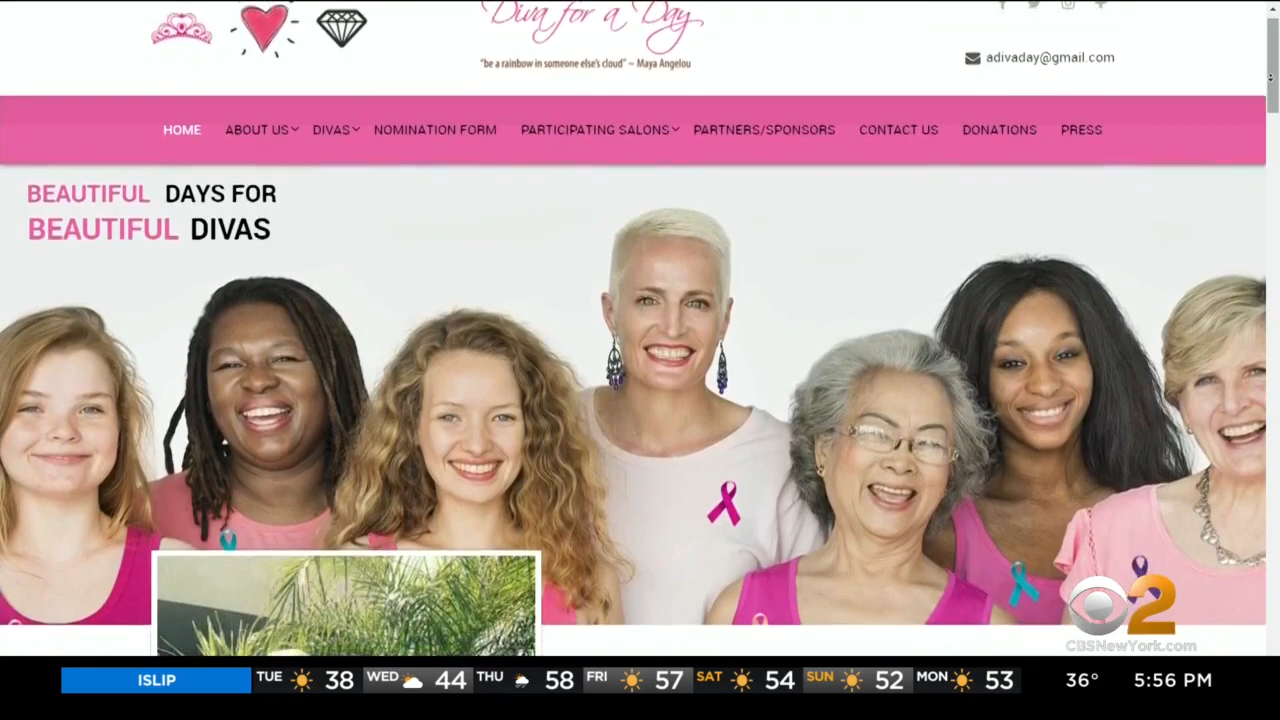 Diva for a Day
"be a rainbow in someone else's cloud" ~ Maya Angelou
adivaday@gmail.com
HOME ABOUT US DIVAS NOMINATION FORM PARTICIPATING SALONS PARTNERS/SPONSORS CONTACT US DONATIONS PRESS
BEAUTIFUL DAYS FOR
BEAUTIFUL DIVAS
2
CBSNewYork.com
ISLIP TUE 38 WED 44 THU 58 FRI 57 SAT 54 SUN 52 MON 53 36° 5:56 PM